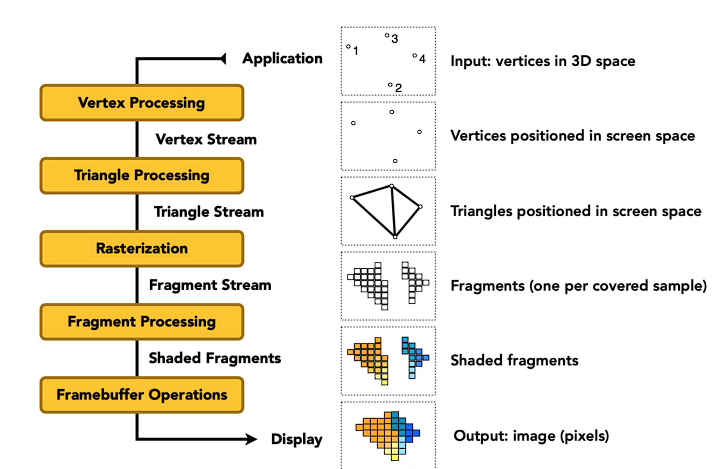 Application
3
1
4
2
Input: vertices in 3D space
Vertex Processing
Vertex Stream
Vertices positioned in screen space
Triangle Processing
Triangle Stream
Triangles positioned in screen space
Rasterization
Fragment Stream
Fragments (one per covered sample)
Fragment Processing
Shaded Fragments
Shaded fragments
Framebuffer Operations
Display
Output: image (pixels)